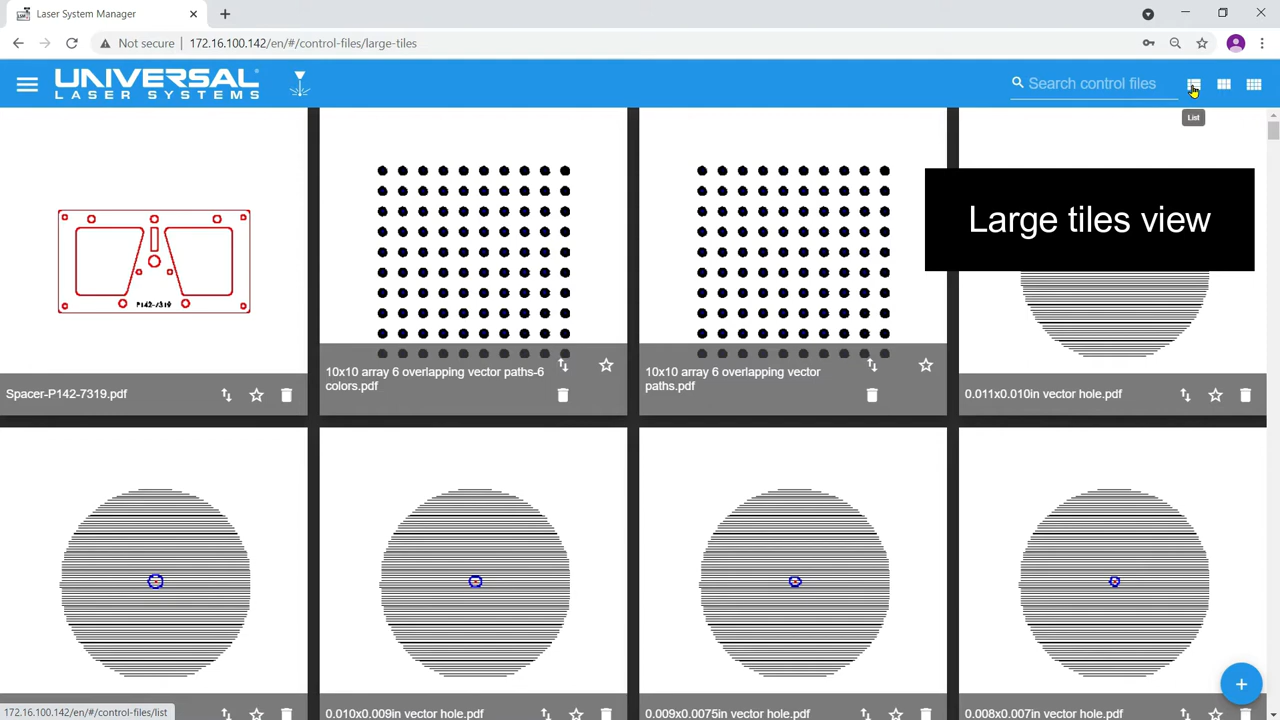 Laser System Manager
Not secure
172.16.100.142/en/#/control-files/large-tiles
UNIVERSAL®
LASER SYSTEMS
Search control files
List
Large tiles view
P142-7319
Spacer-P142-7319.pdf
10x10 array 6 overlapping vector paths-6
colors.pdf
10x10 array 6 overlapping vector
paths.pdf
0.011x0.010in vector hole.pdf
0.010x0.009in vector hole.pdf
0.009x0.0075in vector hole.pdf
0.008x0.007in vector hole.pdf
172.16.100.142/en/#/control-files/list